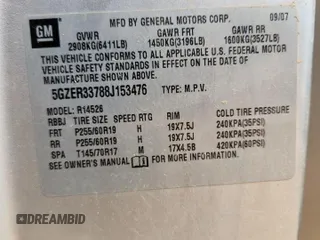 GM
MFD BY GENERAL MOTORS CORP. 09/07
GVWR GAWR FRT GAWR RR
2908KG(6411LB) 1450KG(3196LB) 1600KG(3527LB)
THIS VEHICLE CONFORMS TO ALL APPLICABLE U.S. FEDERAL MOTOR
VEHICLE SAFETY STANDARDS IN EFFECT ON THE DATE OF
MANUFACTURE SHOWN ABOVE.
5GZER33788J153476 TYPE: M.P.V.
MODEL: R14526
RBBJ TIRE SIZE SPEED RTG RIM COLD TIRE PRESSURE
FRT P255/60R19 H 19X7.5J 240KPA(35PSI)
RR P255/60R19 H 19X7.5J 240KPA(35PSI)
SPA T145/70R17 M 17X4.5B 420KPA(60PSI)
SEE OWNER'S MANUAL FOR ADDITIONAL INFORMATION.
DREAMBID